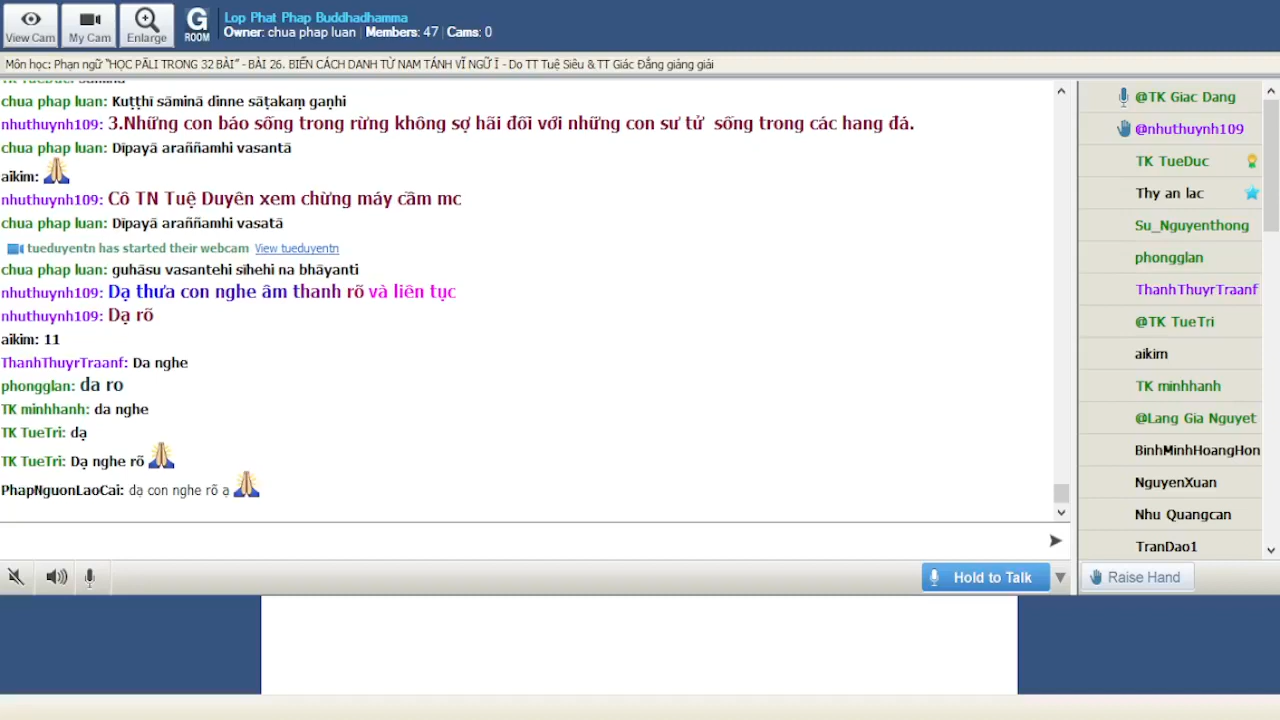 View Cam
My Cam
Enlarge
G
ROOM
Lop Phat Phap Buddhadhamma
Owner: chua phap luan | Members: 47 | Cams: 0
Môn học: Phạn ngữ "HỌC PĀLI TRONG 32 BÀI" - BÀI 26. BIẾN CÁCH DANH TỪ NAM TÁNH VĨ NGỮ Ī - Do TT Tuệ Siêu & TT Giác Đẳng giảng giải
chua phap luan: Kuṭṭhī sāminā dinne sāṭakaṃ gaṇhi
nhuthuynh109: 3.Những con báo sống trong rừng không sợ hãi đối với những con sư tử sống trong các hang đá.
chua phap luan: Dīpayā araññamhi vasantā
aikim:
nhuthuynh109: Cô TN Tuệ Duyên xem chừng máy cầm mc
chua phap luan: Dīpayā araññamhi vasatā
tueduyentn has started their webcam View tueduyentn
chua phap luan: guhāsu vasantehi sīhehi na bhāyanti
nhuthuynh109: Dạ thưa con nghe âm thanh rõ và liên tục
nhuthuynh109: Dạ rõ
aikim: 11
ThanhThuyrTraanf: Da nghe
phongglan: da ro
TK minhhanh: da nghe
TK TueTri: dạ
TK TueTri: Dạ nghe rõ
PhapNguonLaoCai: dạ con nghe rõ ạ
Hold to Talk
@TK Giac Dang
@nhuthuynh109
TK TueDuc
Thy an lac
Su_Nguyenthong
phongglan
ThanhThuyrTraanf
@TK TueTri
aikim
TK minhhanh
@Lang Gia Nguyet
BinhMinhHoangHon
NguyenXuan
Nhu Quangcan
TranDao1
Raise Hand